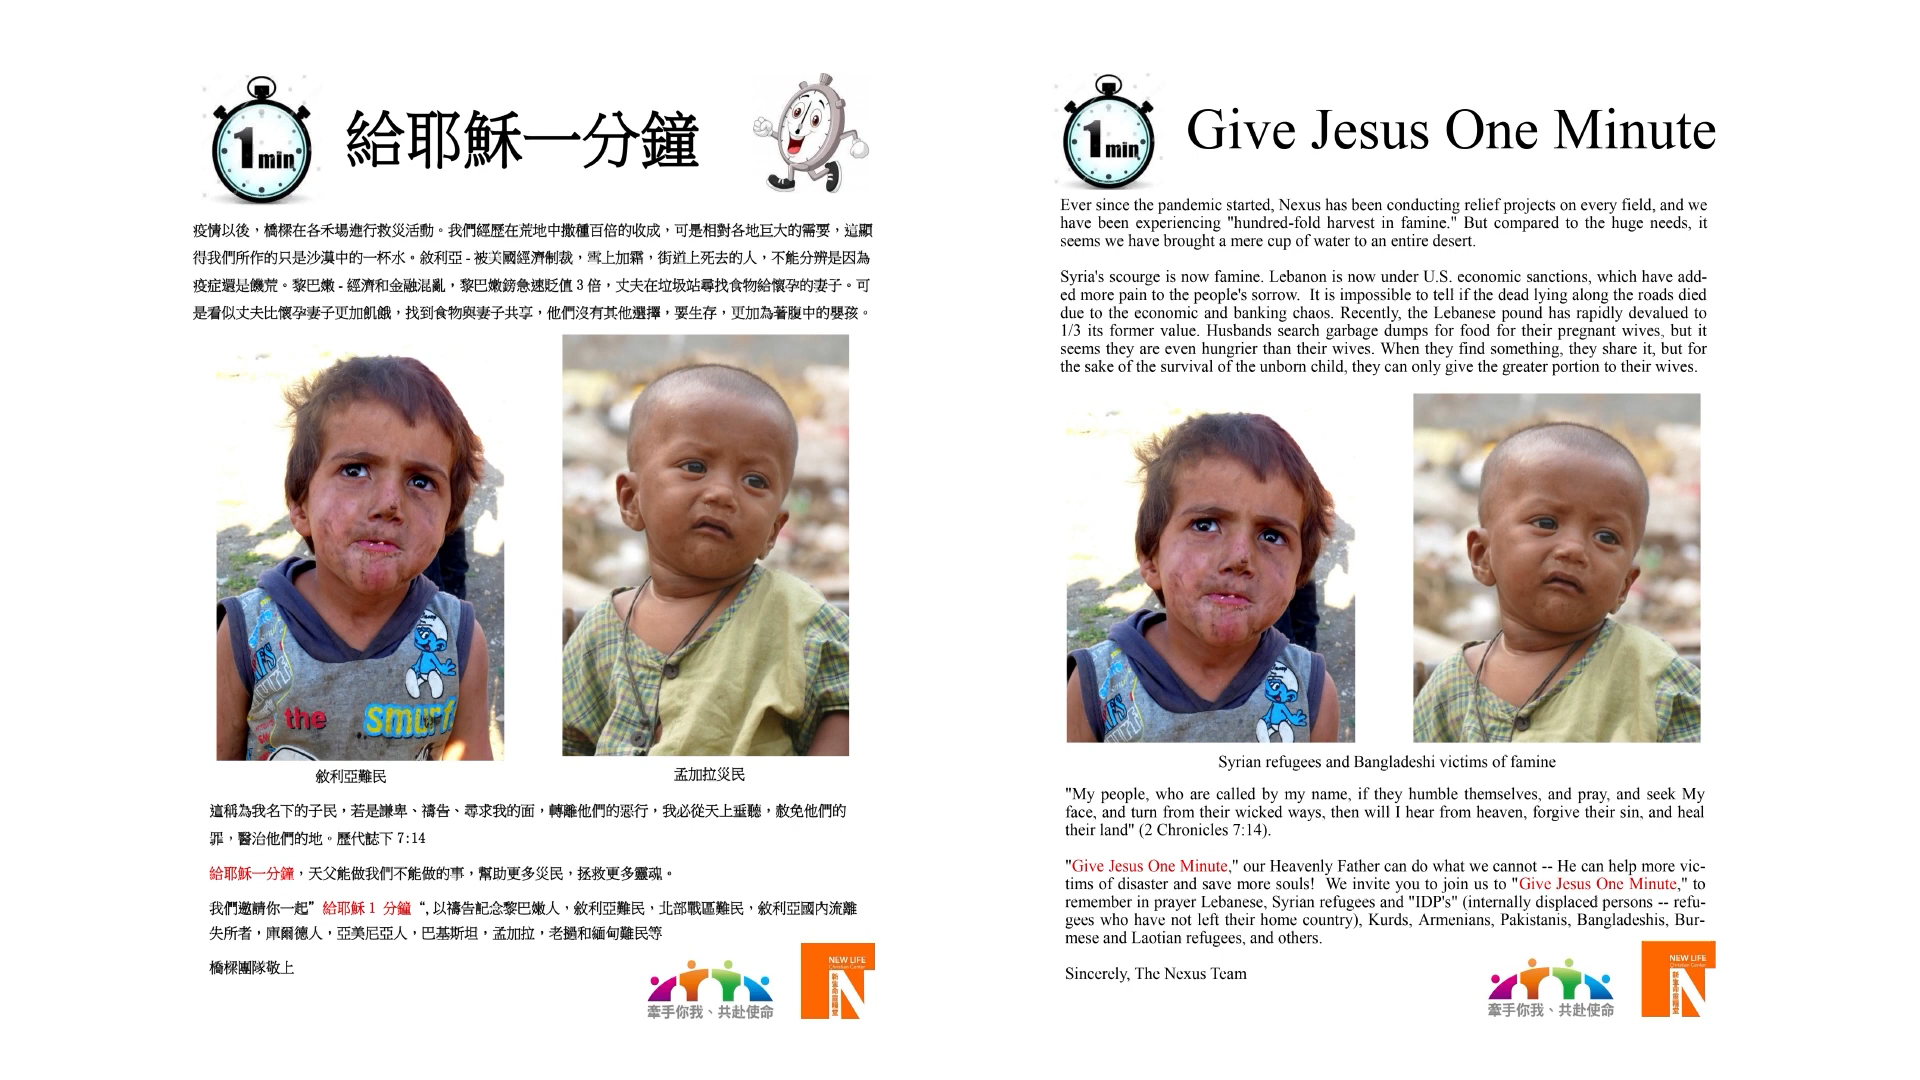 1 min
給耶穌一分鐘
疫情以後，橋樑在各禾場進行救災活動。我們經歷在荒地中撒種百倍的收成，可是相對各地巨大的需要，這顯
得我們所作的只是沙漠中的一杯水。敘利亞 - 被美國經濟制裁，雪上加霜，街道上死去的人，不能分辨是因為
疫症還是饑荒。黎巴嫩 - 經濟和金融混亂，黎巴嫩鎊急速貶值 3 倍，丈夫在垃圾站尋找食物給懷孕的妻子。可
是看似丈夫比懷孕妻子更加飢餓，找到食物與妻子共享，他們沒有其他選擇，要生存，更加為著腹中的嬰孩。
the smurf
敘利亞難民
孟加拉災民
這稱為我名下的子民，若是謙卑、禱告、尋求我的面，轉離他們的惡行，我必從天上垂聽，赦免他們的
罪，醫治他們的地。歷代誌下 7:14
給耶穌一分鐘，天父能做我們不能做的事，幫助更多災民，拯救更多靈魂。
我們邀請你一起” 給耶穌 1 分鐘 “, 以禱告記念黎巴嫩人，敘利亞難民，北部戰區難民，敘利亞國內流離
失所者，庫爾德人，亞美尼亞人，巴基斯坦，孟加拉，老撾和緬甸難民等
橋樑團隊敬上
牽手你我、共赴使命
NEW LIFE
Christian Center
新生命宣稱堂
1 min
Give Jesus One Minute
Ever since the pandemic started, Nexus has been conducting relief projects on every field, and we
have been experiencing "hundred-fold harvest in famine." But compared to the huge needs, it
seems we have brought a mere cup of water to an entire desert.
Syria's scourge is now famine. Lebanon is now under U.S. economic sanctions, which have add-
ed more pain to the people's sorrow. It is impossible to tell if the dead lying along the roads died
due to the economic and banking chaos. Recently, the Lebanese pound has rapidly devalued to
1/3 its former value. Husbands search garbage dumps for food for their pregnant wives, but it
seems they are even hungrier than their wives. When they find something, they share it, but for
the sake of the survival of the unborn child, they can only give the greater portion to their wives.
Syrian refugees and Bangladeshi victims of famine
"My people, who are called by my name, if they humble themselves, and pray, and seek My
face, and turn from their wicked ways, then will I hear from heaven, forgive their sin, and heal
their land" (2 Chronicles 7:14).
"Give Jesus One Minute," our Heavenly Father can do what we cannot -- He can help more vic-
tims of disaster and save more souls! We invite you to join us to "Give Jesus One Minute," to
remember in prayer Lebanese, Syrian refugees and "IDP's" (internally displaced persons -- refu-
gees who have not left their home country), Kurds, Armenians, Pakistanis, Bangladeshis, Bur-
mese and Laotian refugees, and others.
Sincerely, The Nexus Team
牽手你我、共赴使命
NEW LIFE
Christian Center